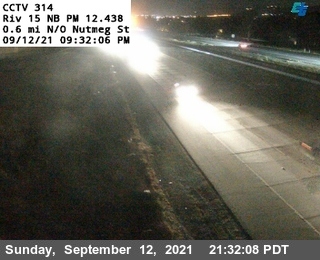 CCTV 314
Riv 15 NB PM 12.438
0.6 mi N/O Nutmeg St
09/12/21 09:32:06 PM
Sunday, September 12, 2021 21:32:08 PDT